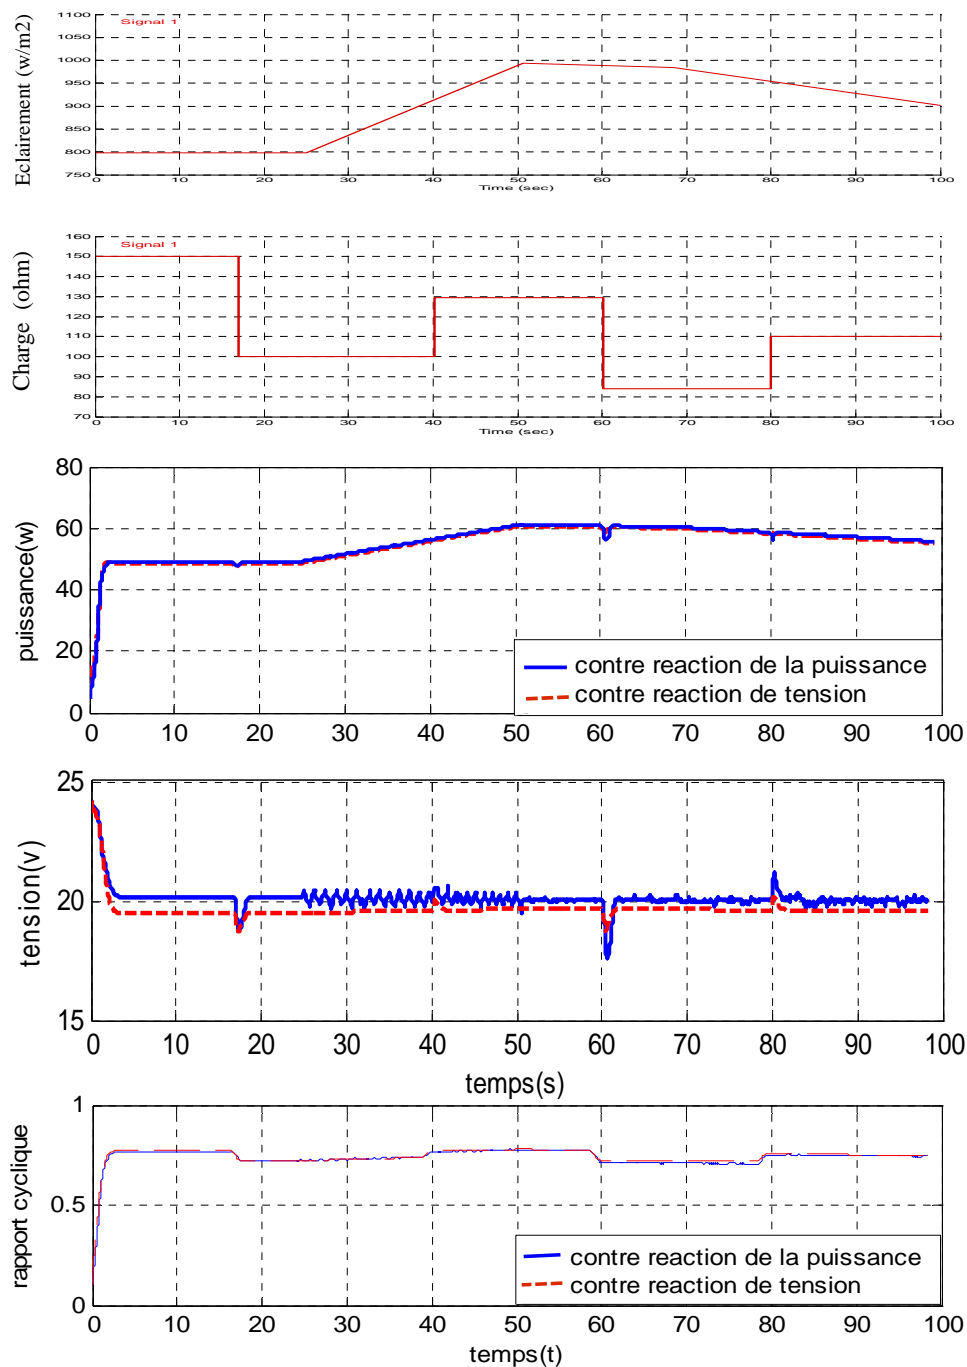 Eclairement (w/m2)
Signal 1
1100
1050
1000
950
900
850
800
750
0 10 20 30 40 50 60 70 80 90 100
Time (sec)
Charge (ohm)
Signal 1
160
150
140
130
120
110
100
90
80
70
0 10 20 30 40 50 60 70 80 90 100
Time (sec)
puissance(w)
80
60
40
20
0
contre reaction de la puissance
contre reaction de tension
0 10 20 30 40 50 60 70 80 90 100
tension(v)
25
20
15
0 10 20 30 40 50 60 70 80 90 100
temps(s)
rapport cyclique
1
0.5
0
contre reaction de la puissance
contre reaction de tension
0 10 20 30 40 50 60 70 80 90 100
temps(t)